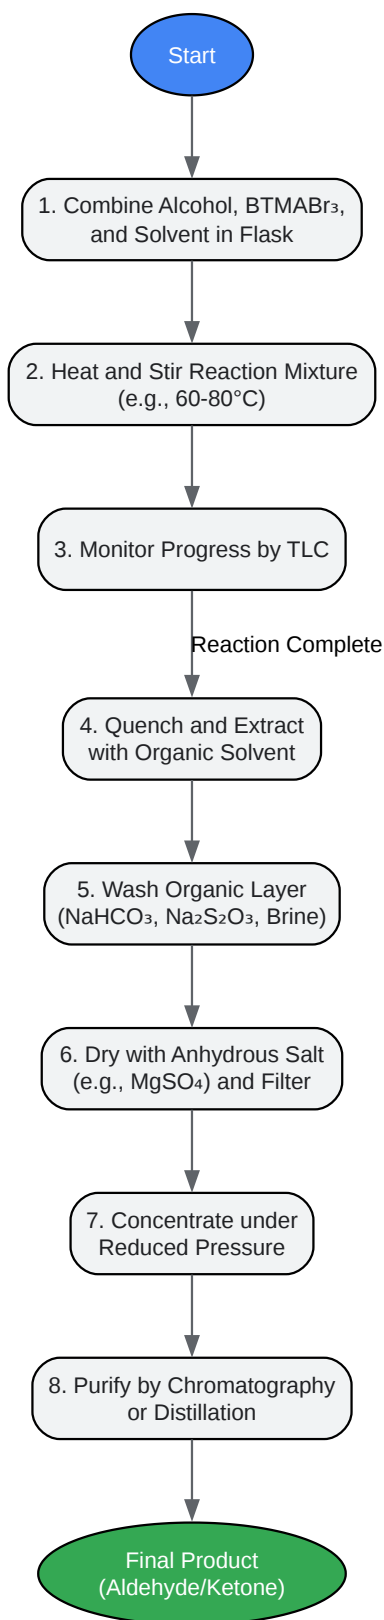 Start
1. Combine Alcohol, BTMABr₃,
and Solvent in Flask
2. Heat and Stir Reaction Mixture
(e.g., 60-80°C)
3. Monitor Progress by TLC
Reaction Complete
4. Quench and Extract
with Organic Solvent
5. Wash Organic Layer
(NaHCO₃, Na₂S₂O₃, Brine)
6. Dry with Anhydrous Salt
(e.g., MgSO₄) and Filter
7. Concentrate under
Reduced Pressure
8. Purify by Chromatography
or Distillation
Final Product
(Aldehyde/Ketone)